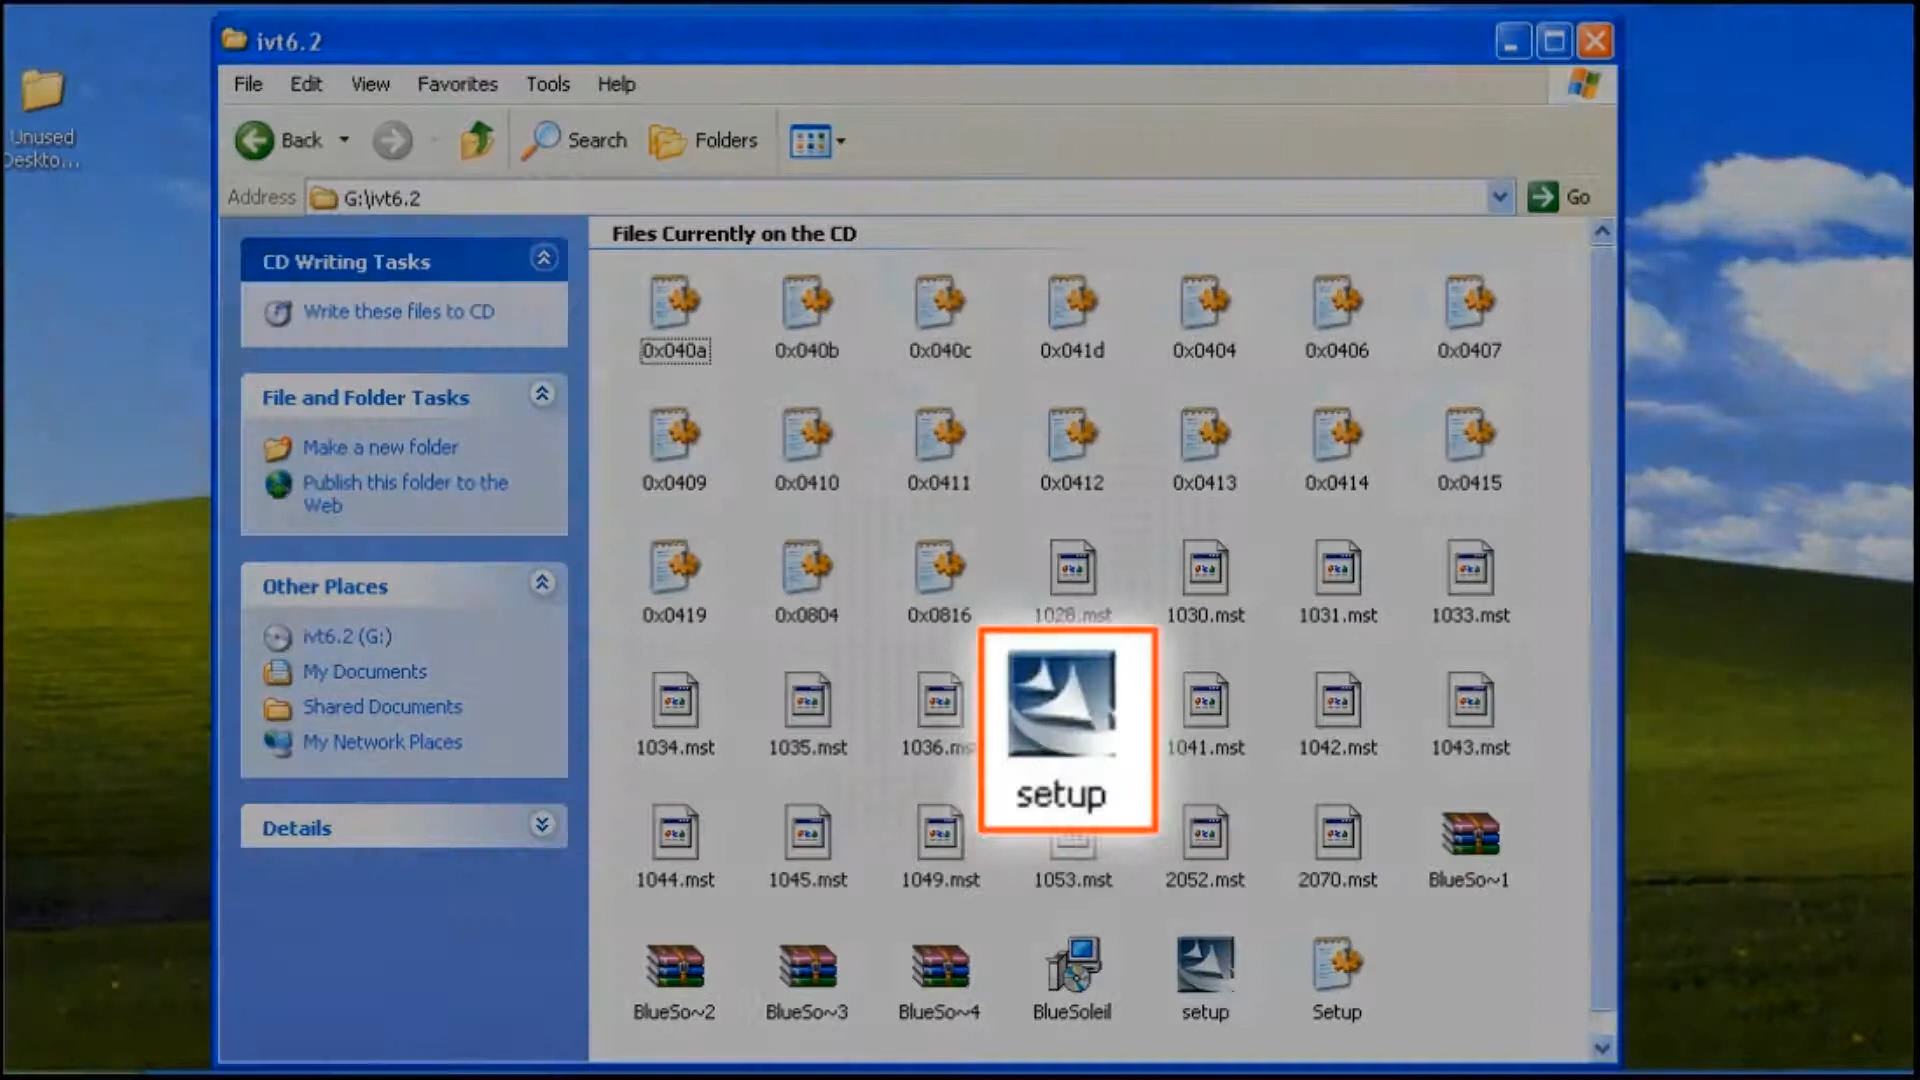 ivt6.2
File Edit View Favorites Tools Help
Back Search Folders
Address G:\ivt6.2 Go
Unused
Deskto...
CD Writing Tasks
Write these files to CD
File and Folder Tasks
Make a new folder
Publish this folder to the
Web
Other Places
ivt6.2 (G:)
My Documents
Shared Documents
My Network Places
Details
Files Currently on the CD
0x040a 0x040b 0x040c 0x041d 0x0404 0x0406 0x0407
0x0409 0x0410 0x0411 0x0412 0x0413 0x0414 0x0415
0x0419 0x0804 0x0816 1028.mst 1030.mst 1031.mst 1033.mst
1034.mst 1035.mst 1036.ms 1041.mst 1042.mst 1043.mst
setup
1044.mst 1045.mst 1049.mst 1053.mst 2052.mst 2070.mst BlueSo~1
BlueSo~2 BlueSo~3 BlueSo~4 BlueSoleil setup Setup